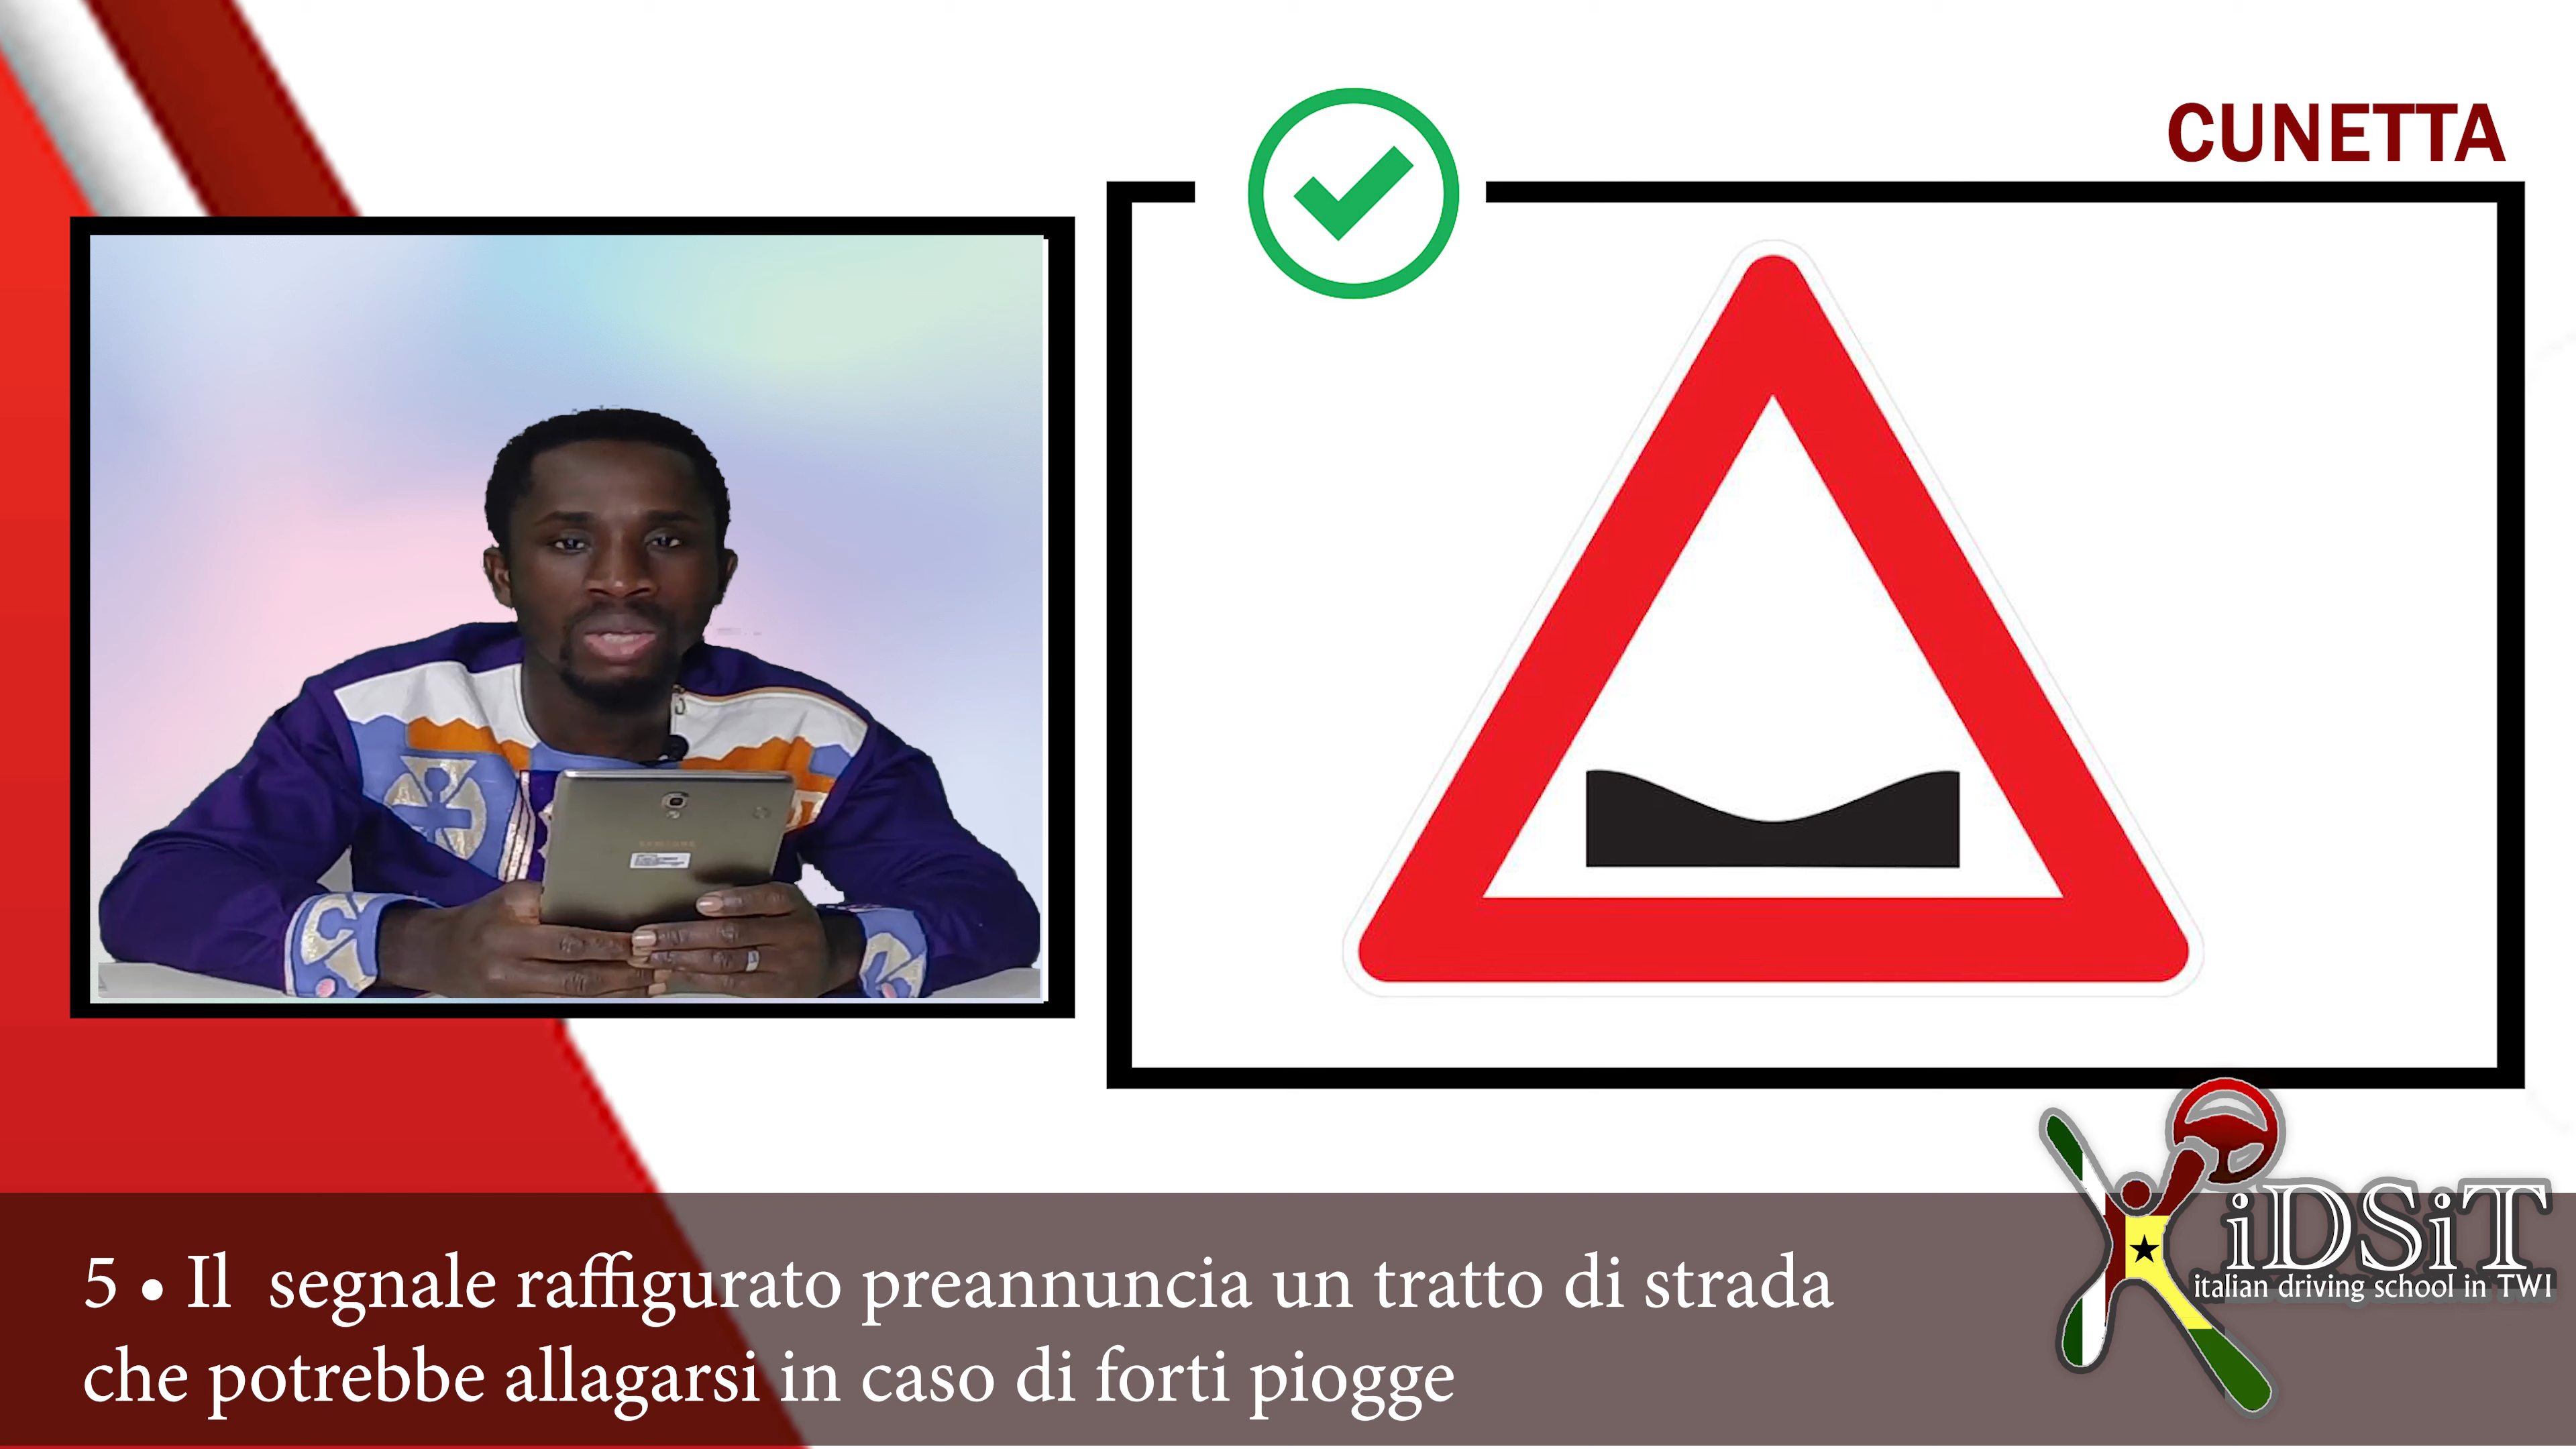 CUNETTA
5 • Il segnale raffigurato preannuncia un tratto di strada
che potrebbe allagarsi in caso di forti piogge
iDSiT
italian driving school in TWI